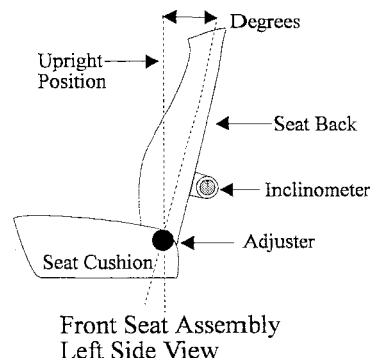 Degrees
Upright
Position
Seat Back
Inclinometer
Adjuster
Seat Cushion
Front Seat Assembly
Left Side View